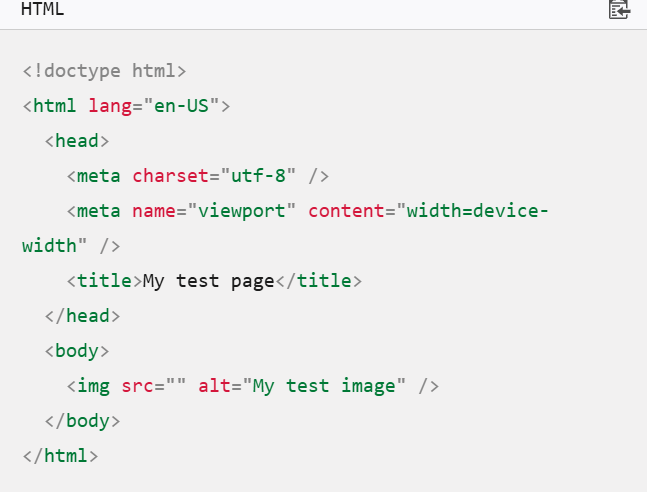 HTML
<!doctype html>
<html lang="en-US">
  <head>
    <meta charset="utf-8" />
    <meta name="viewport" content="width=device-
width" />
    <title>My test page</title>
  </head>
  <body>
    <img src="" alt="My test image" />
  </body>
</html>